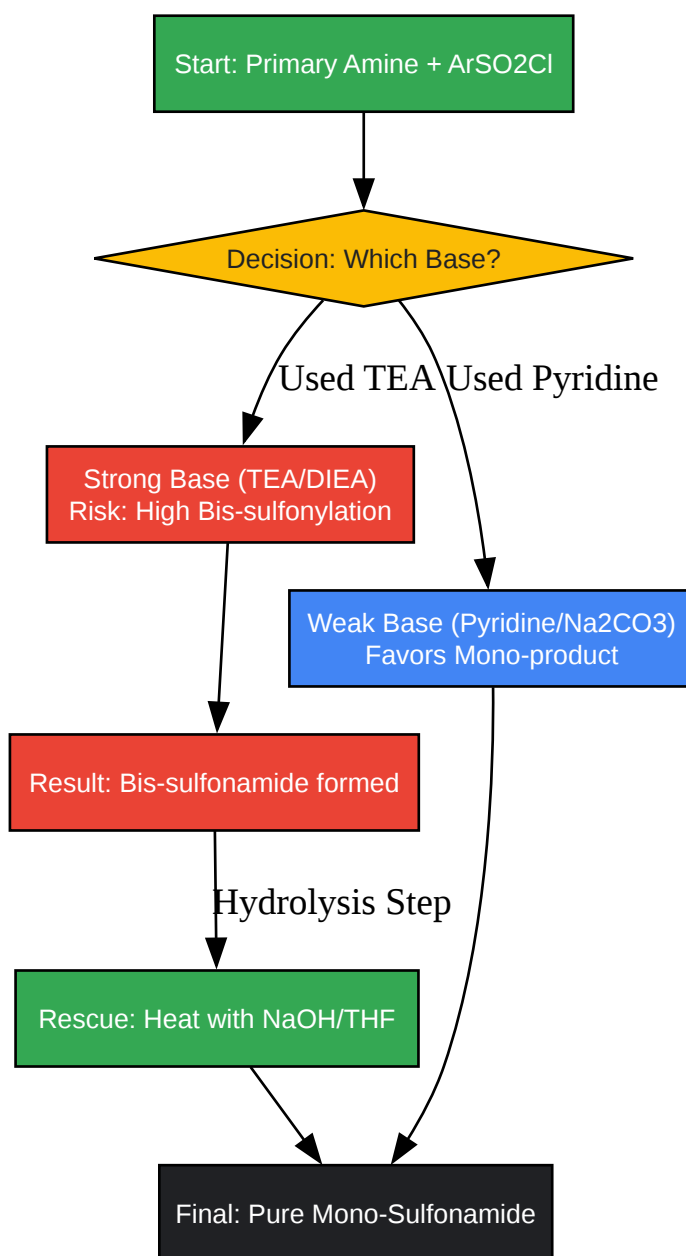 Start: Primary Amine + ArSO2Cl
Decision: Which Base?
Used TEA
Used Pyridine
Strong Base (TEA/DIEA)
Risk: High Bis-sulfonylation
Weak Base (Pyridine/Na2CO3)
Favors Mono-product
Result: Bis-sulfonamide formed
Hydrolysis Step
Rescue: Heat with NaOH/THF
Final: Pure Mono-Sulfonamide